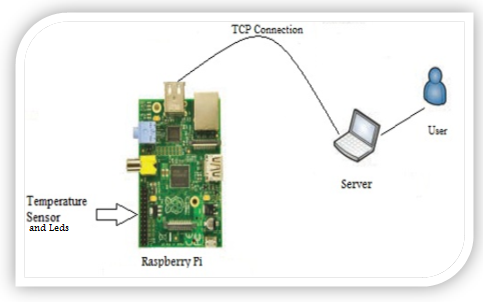 TCP Connection
User
Server
Temperature
Sensor
and Leds
Raspberry Pi